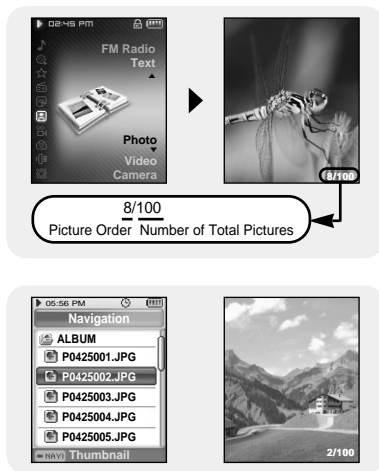 02:45 PM
FM Radio
Text
Photo
Video
Camera
8/100
8/100
Picture Order Number of Total Pictures
05:56 PM
Navigation
ALBUM
P0425001.JPG
P0425002.JPG
P0425003.JPG
P0425004.JPG
P0425005.JPG
NAVI Thumbnail
2/100